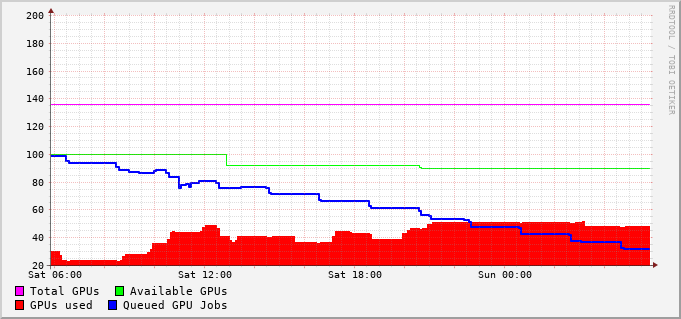 200
180
160
140
120
100
80
60
40
20
Sat 06:00 Sat 12:00 Sat 18:00 Sun 00:00
Total GPUs Available GPUs
GPUs used Queued GPU Jobs
RRDTOOL / TOBI OETIKER